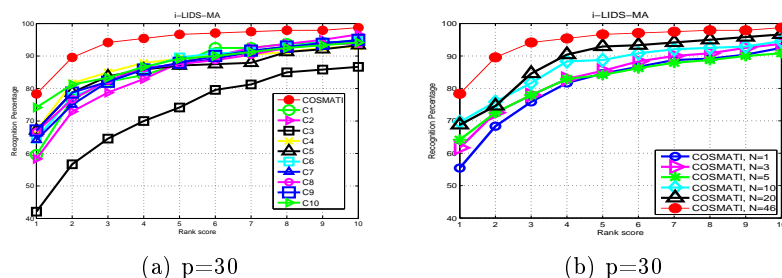 i-LIDS-MA
Recognition Percentage
100
90
80
70
60
50
40
1 2 3 4 5 6 7 8 9 10
Rank score
COSMATI
C1
C2
C3
C4
C5
C6
C7
C8
C9
C10
(a) p=30
i-LIDS-MA
Recognition Percentage
100
90
80
70
60
50
40
1 2 3 4 5 6 7 8 9 10
Rank score
COSMATI, N=1
COSMATI, N=3
COSMATI, N=5
COSMATI, N=10
COSMATI, N=20
COSMATI, N=46
(b) p=30